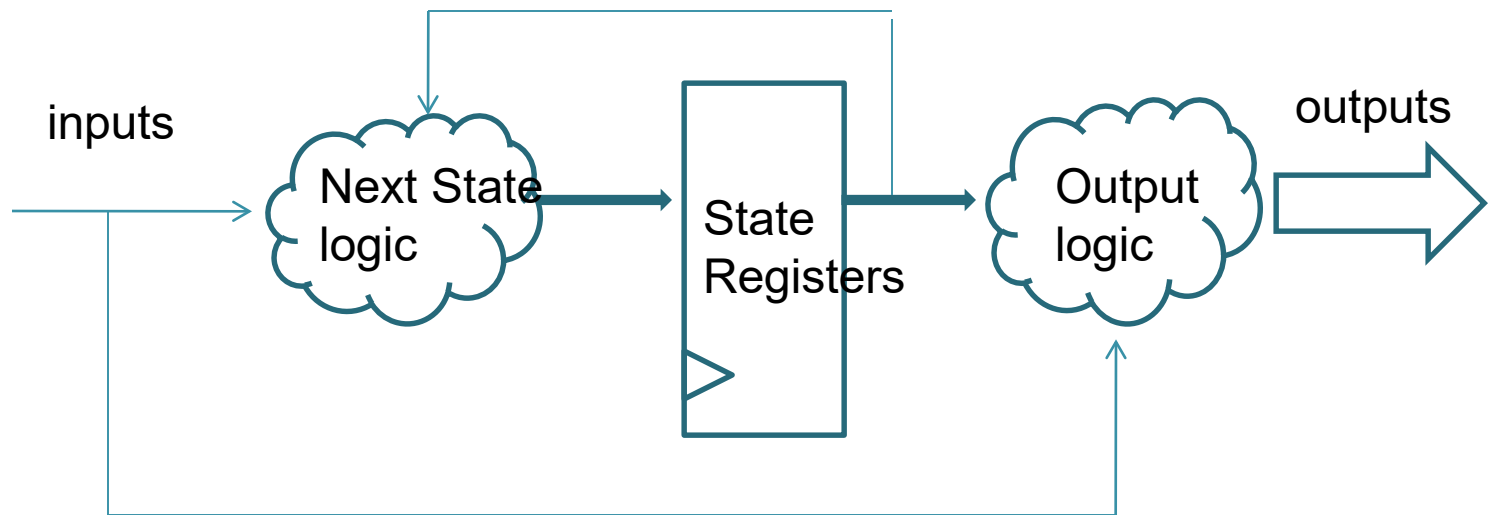 inputs
Next State
logic
State
Registers
Output
logic
outputs